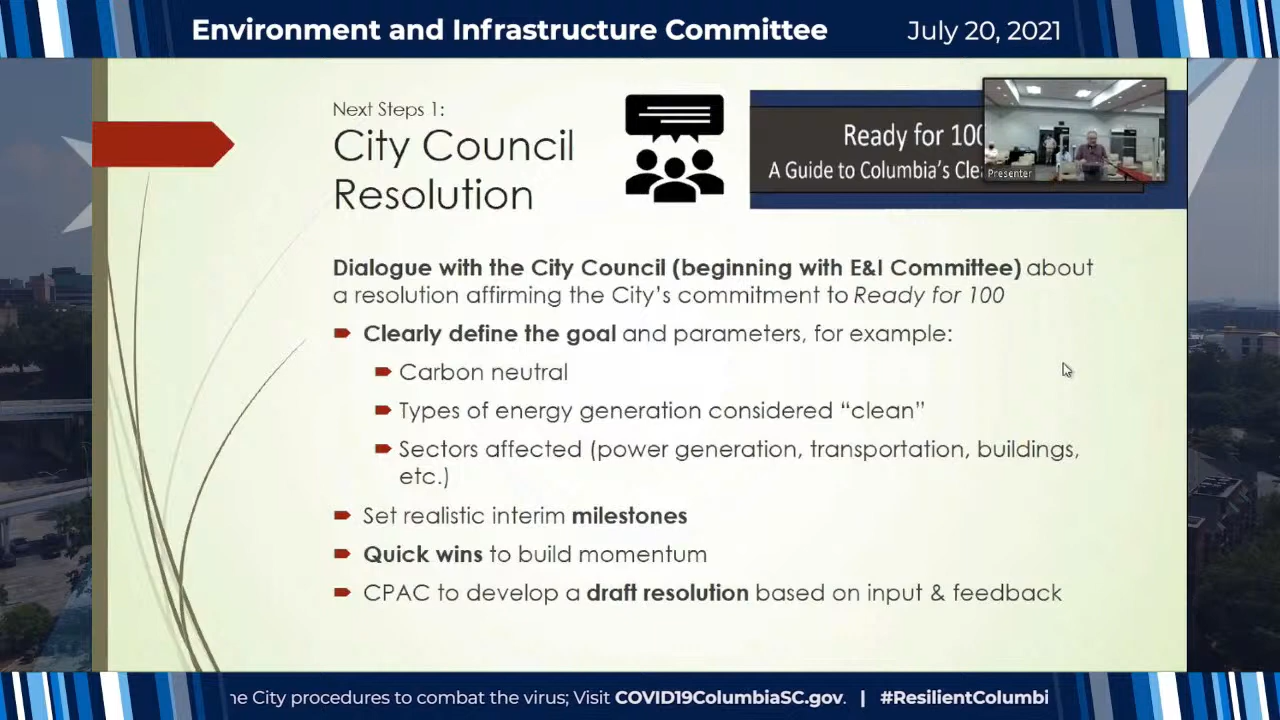 Environment and Infrastructure Committee
July 20, 2021
Next Steps 1:
City Council
Resolution
Ready for 100
A Guide to Columbia's
Presenter
Dialogue with the City Council (beginning with E&I Committee) about
a resolution affirming the City's commitment to Ready for 100
Clearly define the goal and parameters, for example:
Carbon neutral
Types of energy generation considered “clean”
Sectors affected (power generation, transportation, buildings,
etc.)
Set realistic interim milestones
Quick wins to build momentum
CPAC to develop a draft resolution based on input & feedback
City procedures to combat the virus; Visit COVID19ColumbiaSC.gov. | #ResilientColumbi